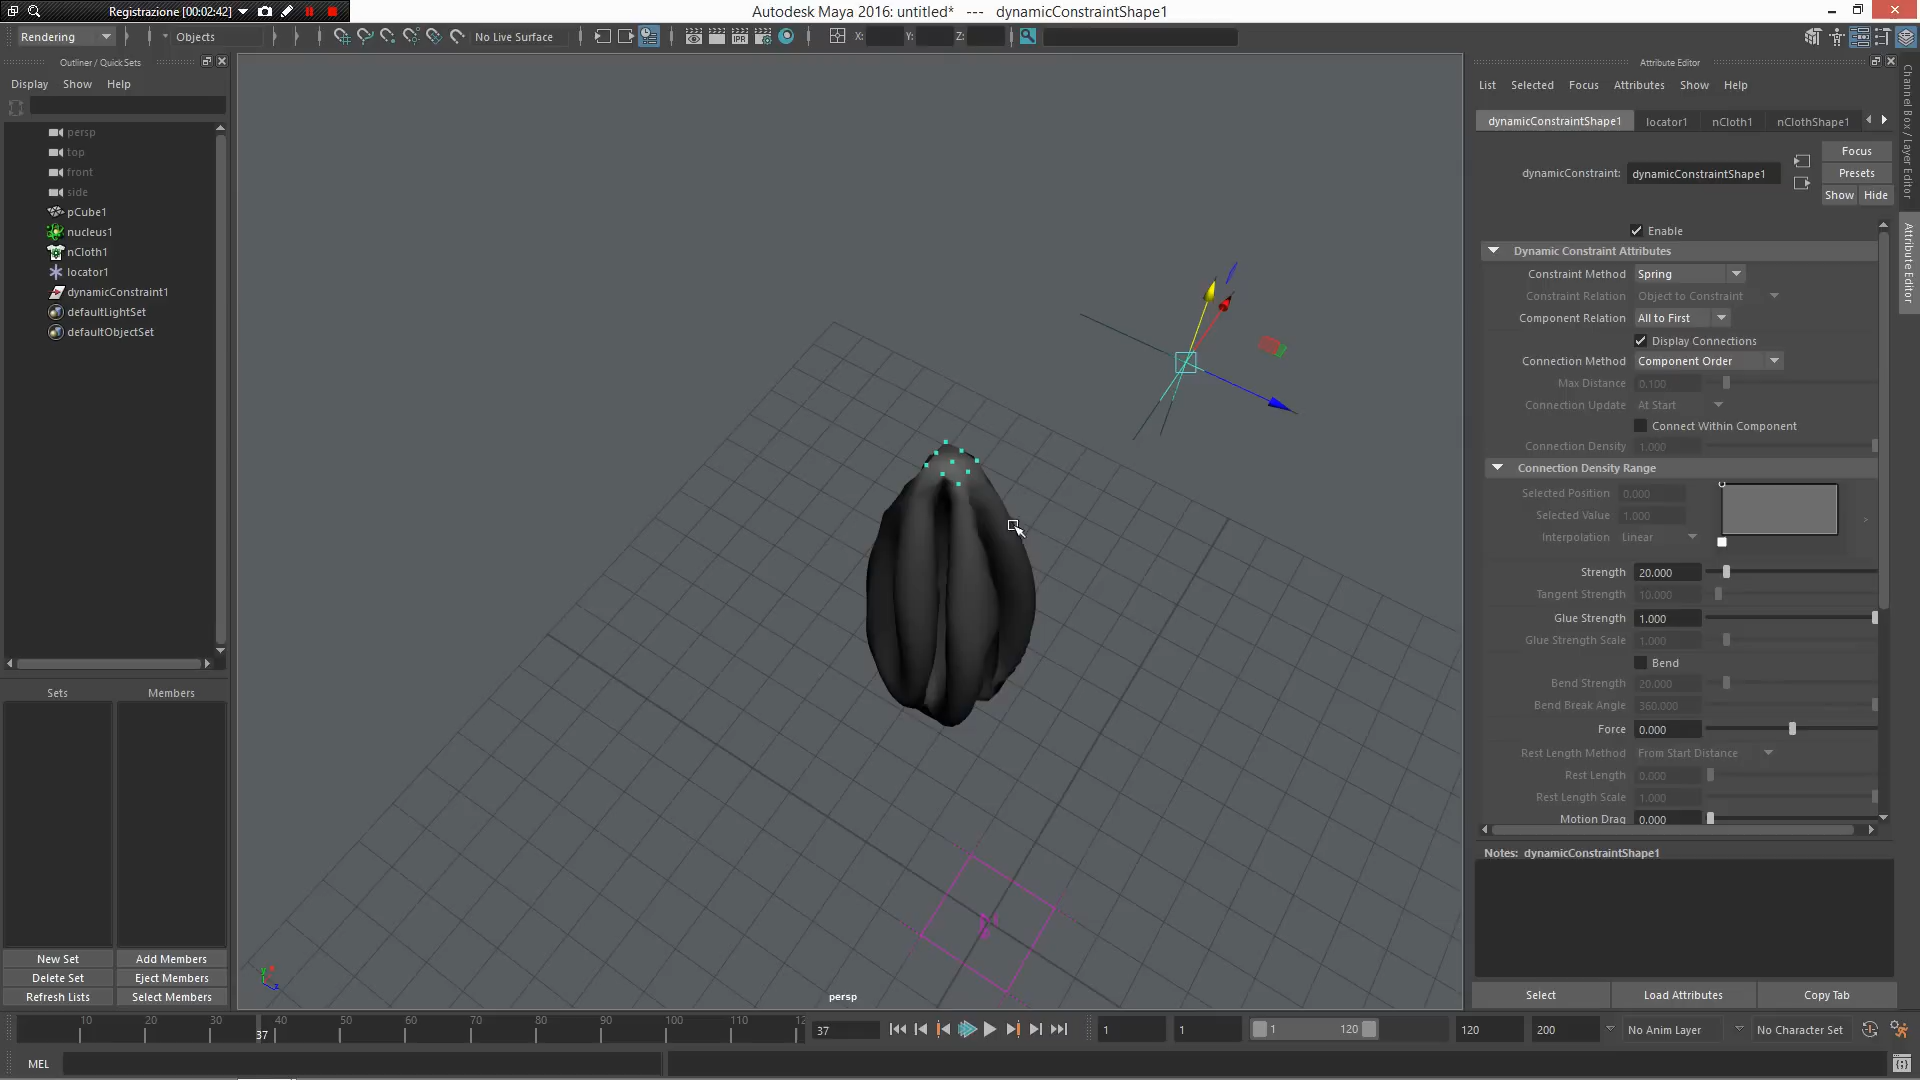 Registrazione [00:02:42]
Autodesk Maya 2016: untitled* --- dynamicConstraintShape1
Rendering
Objects
No Live Surface
X:
Y:
Z:
Outliner / Quick Sets
Display Show Help
persp
top
front
side
pCube1
nucleus1
nCloth1
locator1
dynamicConstraint1
defaultLightSet
defaultObjectSet
Sets
Members
New Set
Add Members
Delete Set
Eject Members
Refresh Lists
Select Members
persp
Attribute Editor
List Selected Focus Attributes Show Help
dynamicConstraintShape1 locator1 nCloth1 nClothShape1
dynamicConstraint: dynamicConstraintShape1
Focus
Presets
Show Hide
Enable
Dynamic Constraint Attributes
Constraint Method Spring
Constraint Relation Object to Constraint
Component Relation All to First
Display Connections
Connection Method Component Order
Max Distance 0.100
Connection Update At Start
Connect Within Component
Connection Density 1.000
Connection Density Range
Selected Position 0.000
Selected Value 1.000
Interpolation Linear
Strength 20.000
Tangent Strength 10.000
Glue Strength 1.000
Glue Strength Scale 1.000
Bend
Bend Strength 20.000
Bend Break Angle 360.000
Force 0.000
Rest Length Method From Start Distance
Rest Length 0.000
Rest Length Scale 1.000
Motion Drag 0.000
Notes: dynamicConstraintShape1
Select
Load Attributes
Copy Tab
Channel Box / Layer Editor
Attribute Editor
10 20 30 40 50 60 70 80 90 100 110 12
37
37
1
1
1
120
120
200
No Anim Layer
No Character Set
MEL